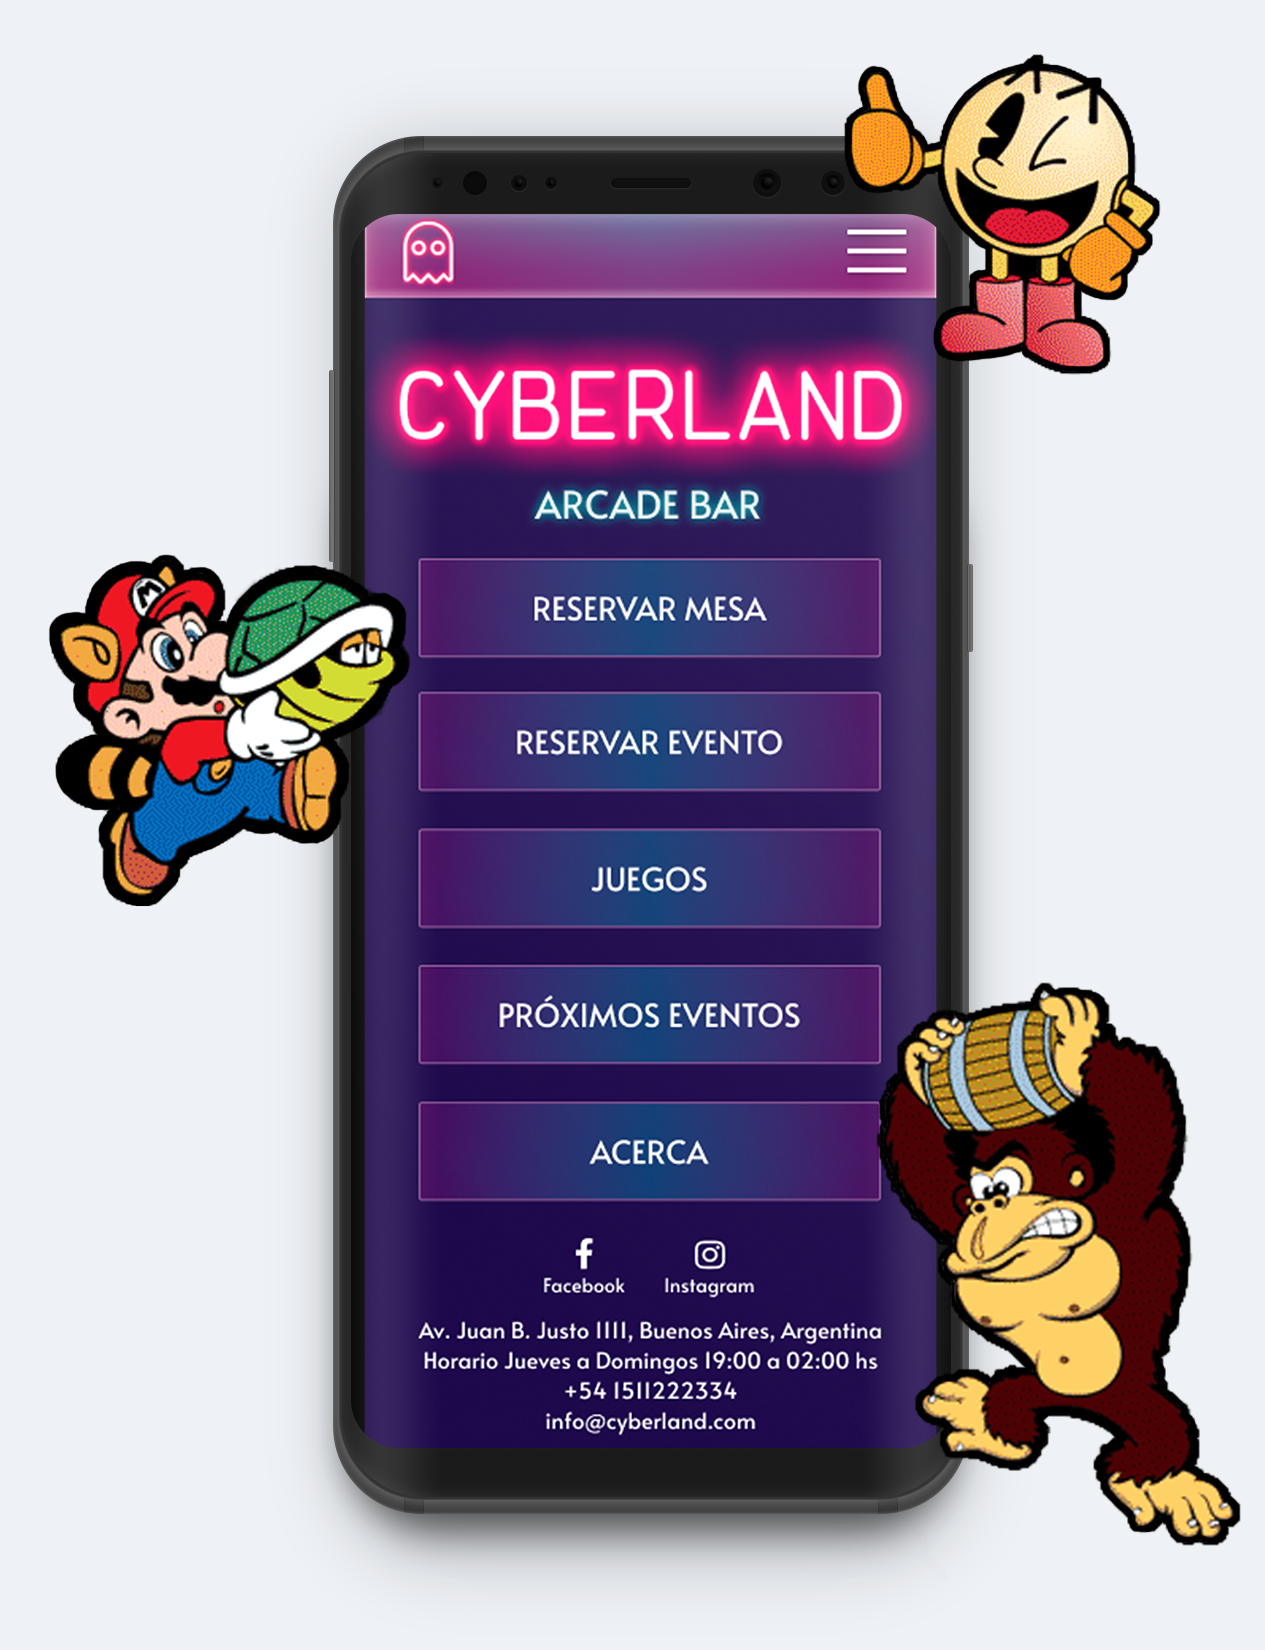 CYBERLAND
ARCADE BAR
M
RESERVAR MESA
RESERVAR EVENTO
JUEGOS
PRÓXIMOS EVENTOS
ACERCA
Facebook Instagram
Av. Juan B. Justo 1111, Buenos Aires, Argentina
Horario Jueves a Domingos 19:00 a 02:00 hs
+54 1511222334
info@cyberland.com